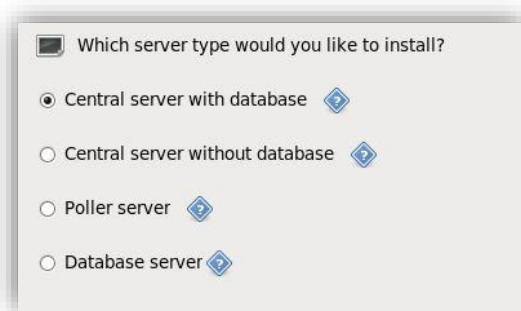 Which server type would you like to install?
Central server with database
Central server without database
Poller server
Database server